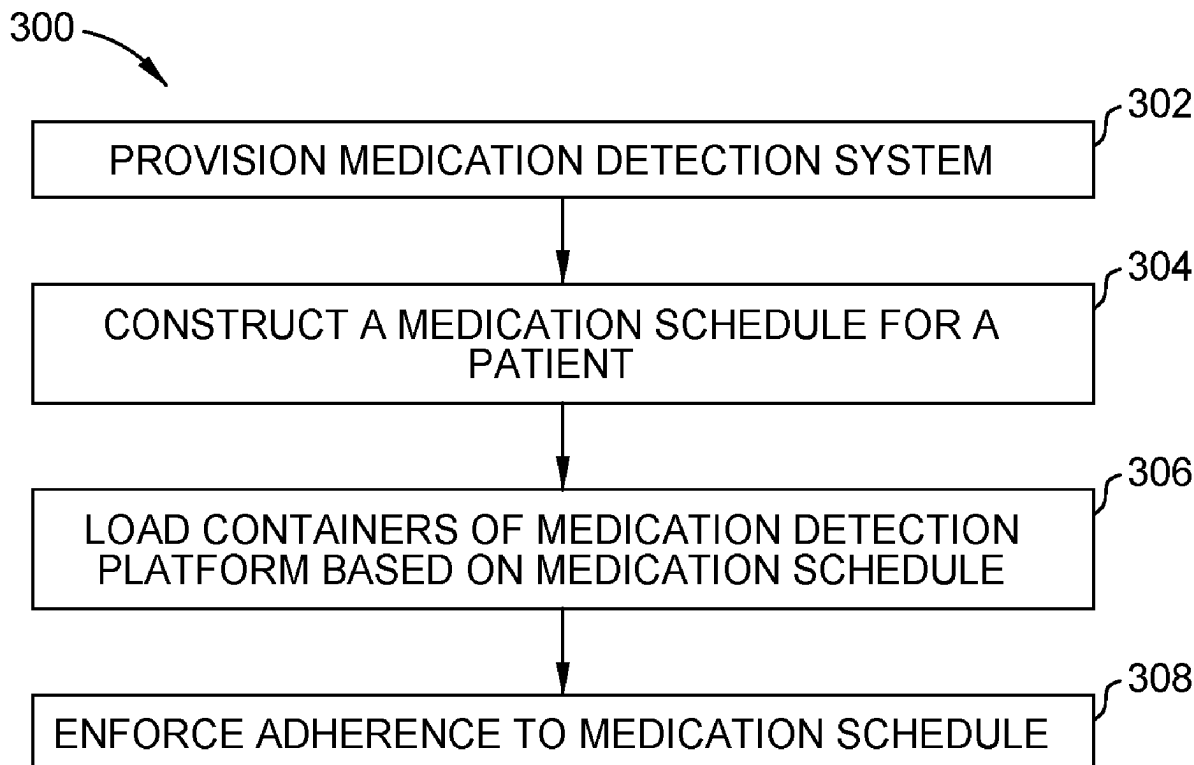 300
302
PROVISION MEDICATION DETECTION SYSTEM
304
CONSTRUCT A MEDICATION SCHEDULE FOR A
PATIENT
306
LOAD CONTAINERS OF MEDICATION DETECTION
PLATFORM BASED ON MEDICATION SCHEDULE
308
ENFORCE ADHERENCE TO MEDICATION SCHEDULE